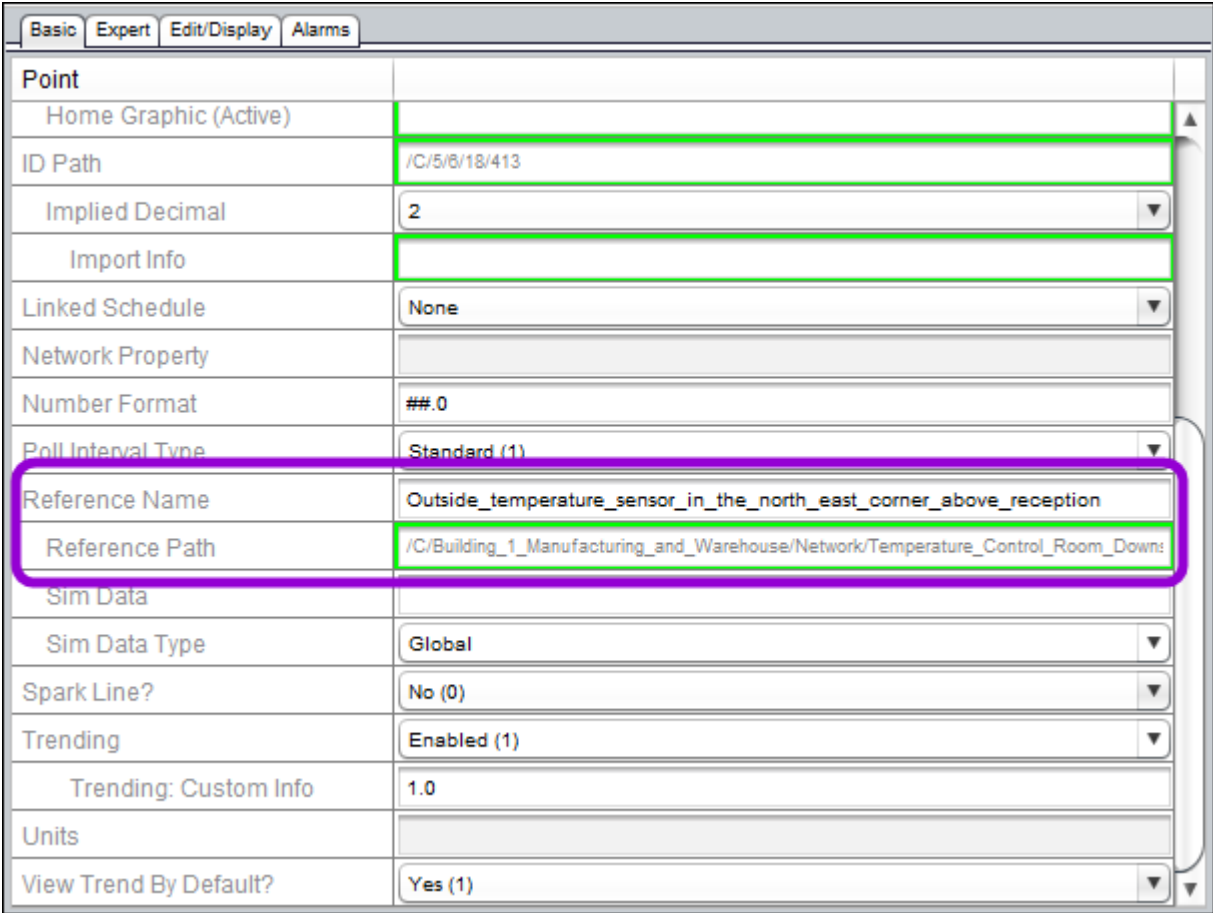 Basic Expert Edit/Display Alarms
Point
Home Graphic (Active)
ID Path /C/5/6/18/413
Implied Decimal 2
Import Info
Linked Schedule None
Network Property
Number Format ##.0
Poll Interval Type Standard (1)
Reference Name Outside_temperature_sensor_in_the_north_east_corner_above_reception
Reference Path /C/Building_1_Manufacturing_and_Warehouse/Network/Temperature_Control_Room_Downs
Sim Data
Sim Data Type Global
Spark Line? No (0)
Trending Enabled (1)
Trending: Custom Info 1.0
Units
View Trend By Default? Yes (1)